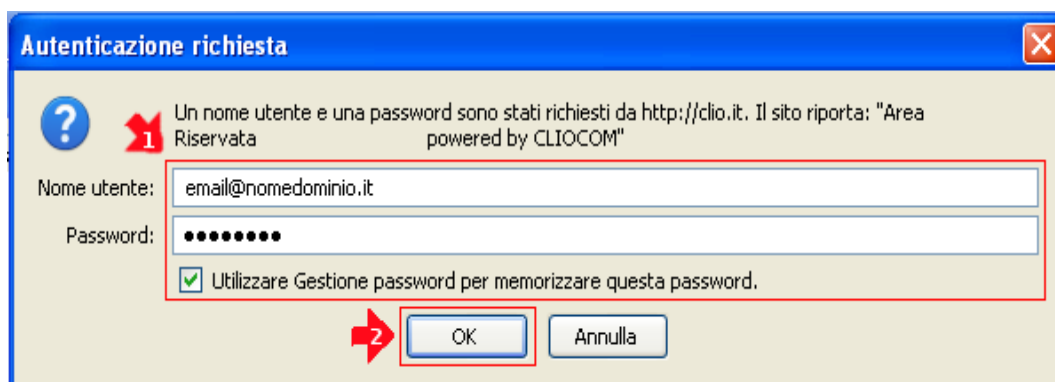 Autenticazione richiesta
Un nome utente e una password sono stati richiesti da http://clio.it. Il sito riporta: "Area
1
Riservata powered by CLIOCOM"
Nome utente: email@nomedominio.it
Password: ●●●●●●●●
Utilizzare Gestione password per memorizzare questa password.
2 OK Annulla